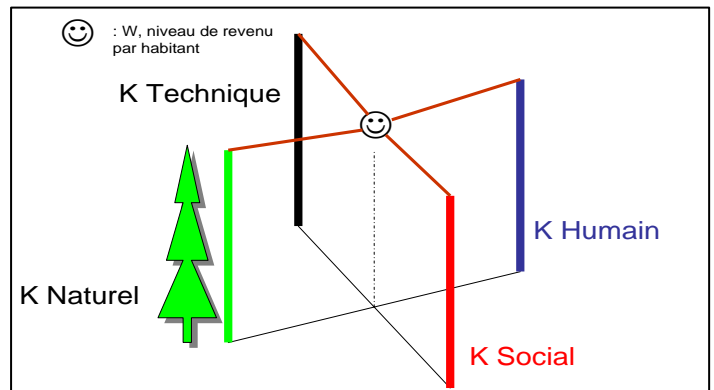 : W, niveau de revenu
par habitant
K Technique
K Humain
K Naturel
K Social